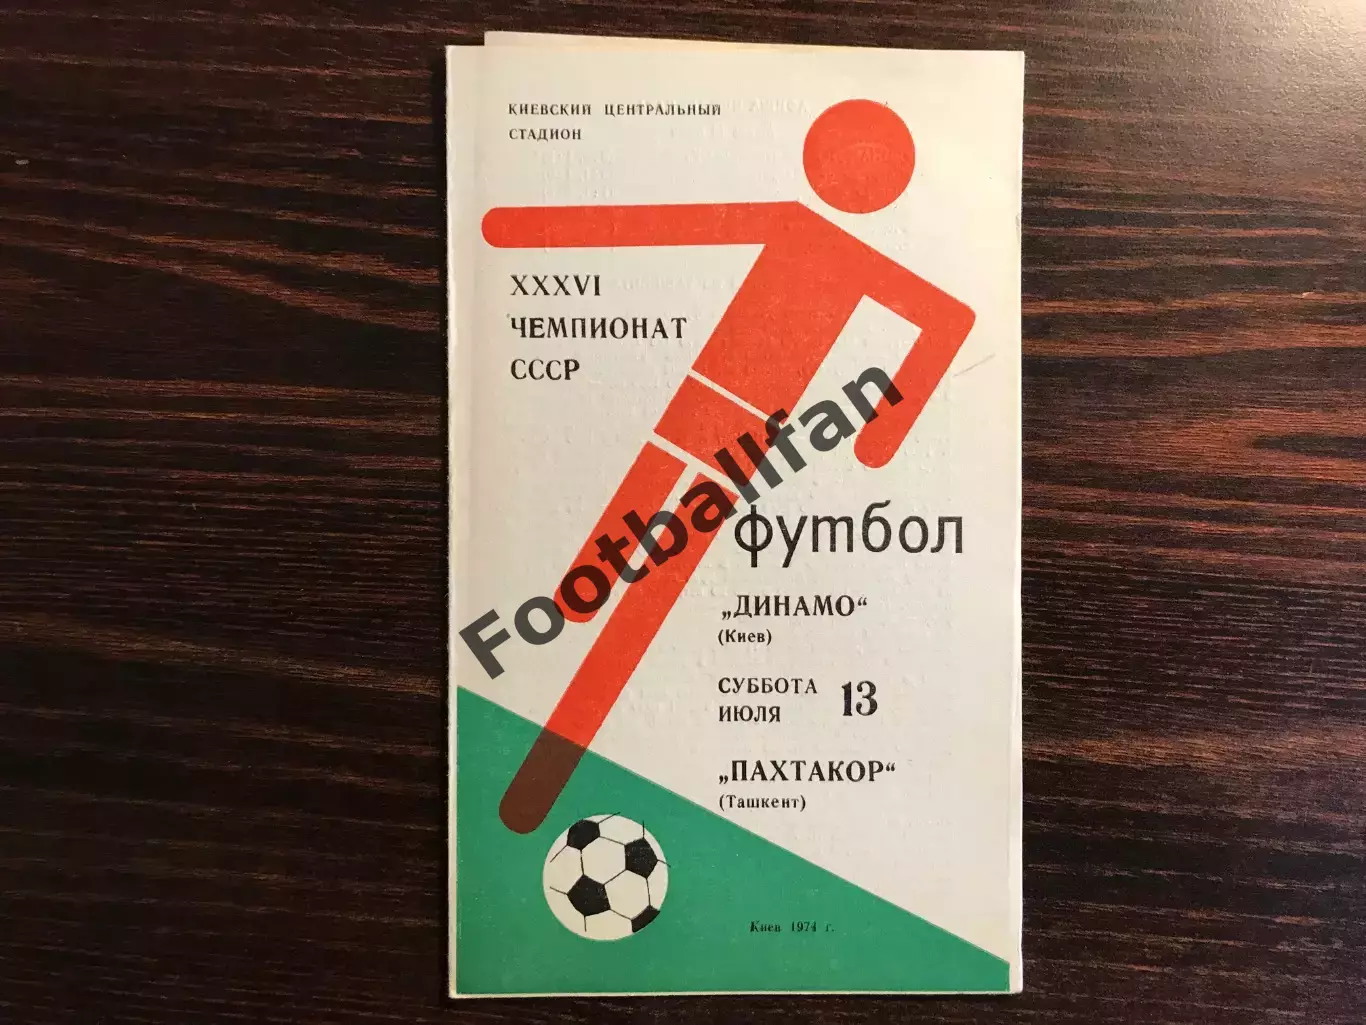 КИЕВСКИЙ ЦЕНТРАЛЬНЫЙ
СТАДИОН
XXXVI
ЧЕМПИОНАТ
СССР
футбол
„ДИНАМО“
(Киев)
СУББОТА
ИЮЛЯ 13
„ПАХТАКОР“
(Ташкент)
Киев 1974 г.
Footballfan